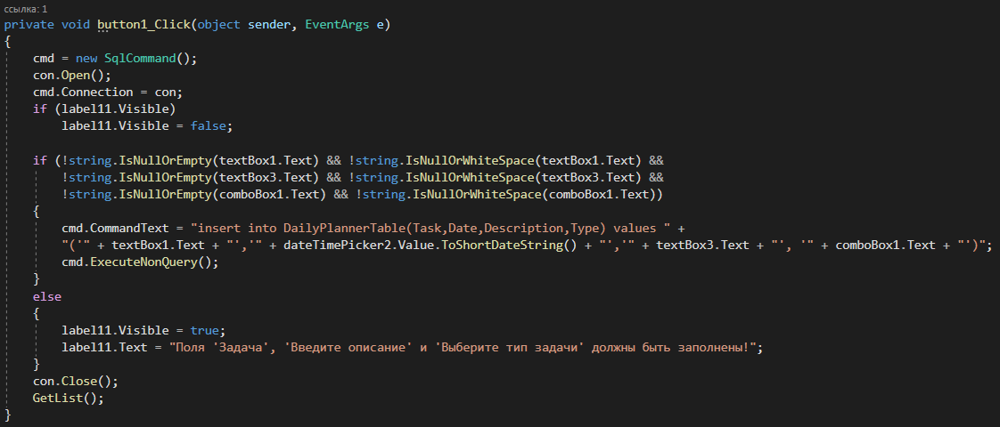 ссылка: 1
private void button1_Click(object sender, EventArgs e)
{
    cmd = new SqlCommand();
    con.Open();
    cmd.Connection = con;
    if (label11.Visible)
        label11.Visible = false;

    if (!string.IsNullOrEmpty(textBox1.Text) && !string.IsNullOrWhiteSpace(textBox1.Text) &&
        !string.IsNullOrEmpty(textBox3.Text) && !string.IsNullOrWhiteSpace(textBox3.Text) &&
        !string.IsNullOrEmpty(comboBox1.Text) && !string.IsNullOrWhiteSpace(comboBox1.Text))
    {
        cmd.CommandText = "insert into DailyPlannerTable(Task,Date,Description,Type) values " +
        "('" + textBox1.Text + "','" + dateTimePicker2.Value.ToShortDateString() + "','" + textBox3.Text + "', '" + comboBox1.Text + "')";
        cmd.ExecuteNonQuery();
    }
    else
    {
        label11.Visible = true;
        label11.Text = "Поля 'Задача', 'Введите описание' и 'Выберите тип задачи' должны быть заполнены!";
    }
    con.Close();
    GetList();
}